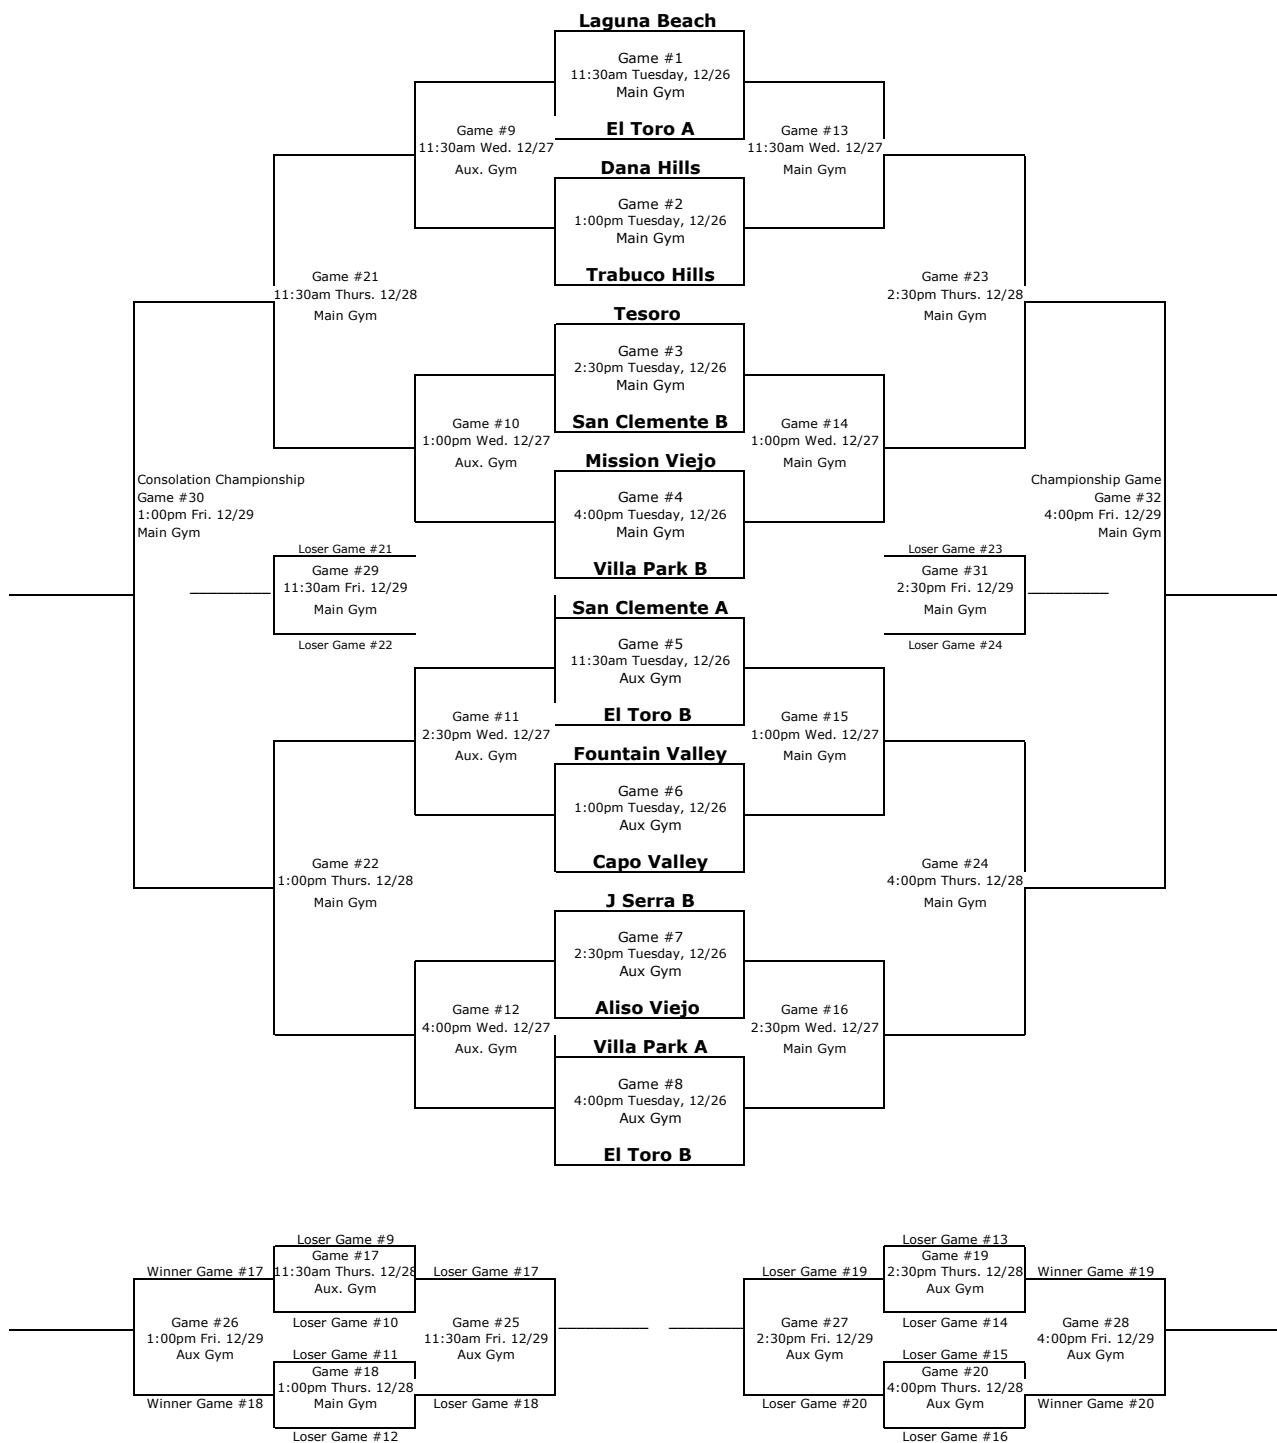 Laguna Beach
Game #1
11:30am Tuesday, 12/26
Main Gym
El Toro A
Game #9
11:30am Wed. 12/27
Aux. Gym
Game #13
11:30am Wed. 12/27
Main Gym
Dana Hills
Game #2
1:00pm Tuesday, 12/26
Main Gym
Trabuco Hills
Game #21
11:30am Thurs. 12/28
Main Gym
Game #23
2:30pm Thurs. 12/28
Main Gym
Tesoro
Game #3
2:30pm Tuesday, 12/26
Main Gym
San Clemente B
Game #10
1:00pm Wed. 12/27
Aux. Gym
Game #14
1:00pm Wed. 12/27
Main Gym
Mission Viejo
Game #4
4:00pm Tuesday, 12/26
Main Gym
Villa Park B
Consolation Championship
Game #30
1:00pm Fri. 12/29
Main Gym
Championship Game
Game #32
4:00pm Fri. 12/29
Main Gym
Loser Game #21
Game #29
11:30am Fri. 12/29
Main Gym
Loser Game #22
Loser Game #23
Game #31
2:30pm Fri. 12/29
Main Gym
Loser Game #24
San Clemente A
Game #5
11:30am Tuesday, 12/26
Aux Gym
El Toro B
Game #11
2:30pm Wed. 12/27
Aux. Gym
Game #15
1:00pm Wed. 12/27
Main Gym
Fountain Valley
Game #6
1:00pm Tuesday, 12/26
Aux Gym
Capo Valley
Game #22
1:00pm Thurs. 12/28
Main Gym
Game #24
4:00pm Thurs. 12/28
Main Gym
J Serra B
Game #7
2:30pm Tuesday, 12/26
Aux Gym
Aliso Viejo
Game #12
4:00pm Wed. 12/27
Aux. Gym
Game #16
2:30pm Wed. 12/27
Main Gym
Villa Park A
Game #8
4:00pm Tuesday, 12/26
Aux Gym
El Toro B
Loser Game #9
Game #17
11:30am Thurs. 12/28
Aux. Gym
Loser Game #10
Winner Game #17
Loser Game #17
Game #26
1:00pm Fri. 12/29
Aux Gym
Game #25
11:30am Fri. 12/29
Aux Gym
Loser Game #11
Game #18
1:00pm Thurs. 12/28
Main Gym
Loser Game #12
Winner Game #18
Loser Game #18
Loser Game #13
Game #19
2:30pm Thurs. 12/28
Aux Gym
Loser Game #14
Loser Game #19
Winner Game #19
Game #27
2:30pm Fri. 12/29
Aux Gym
Game #28
4:00pm Fri. 12/29
Aux Gym
Loser Game #15
Game #20
4:00pm Thurs. 12/28
Aux Gym
Loser Game #16
Loser Game #20
Winner Game #20